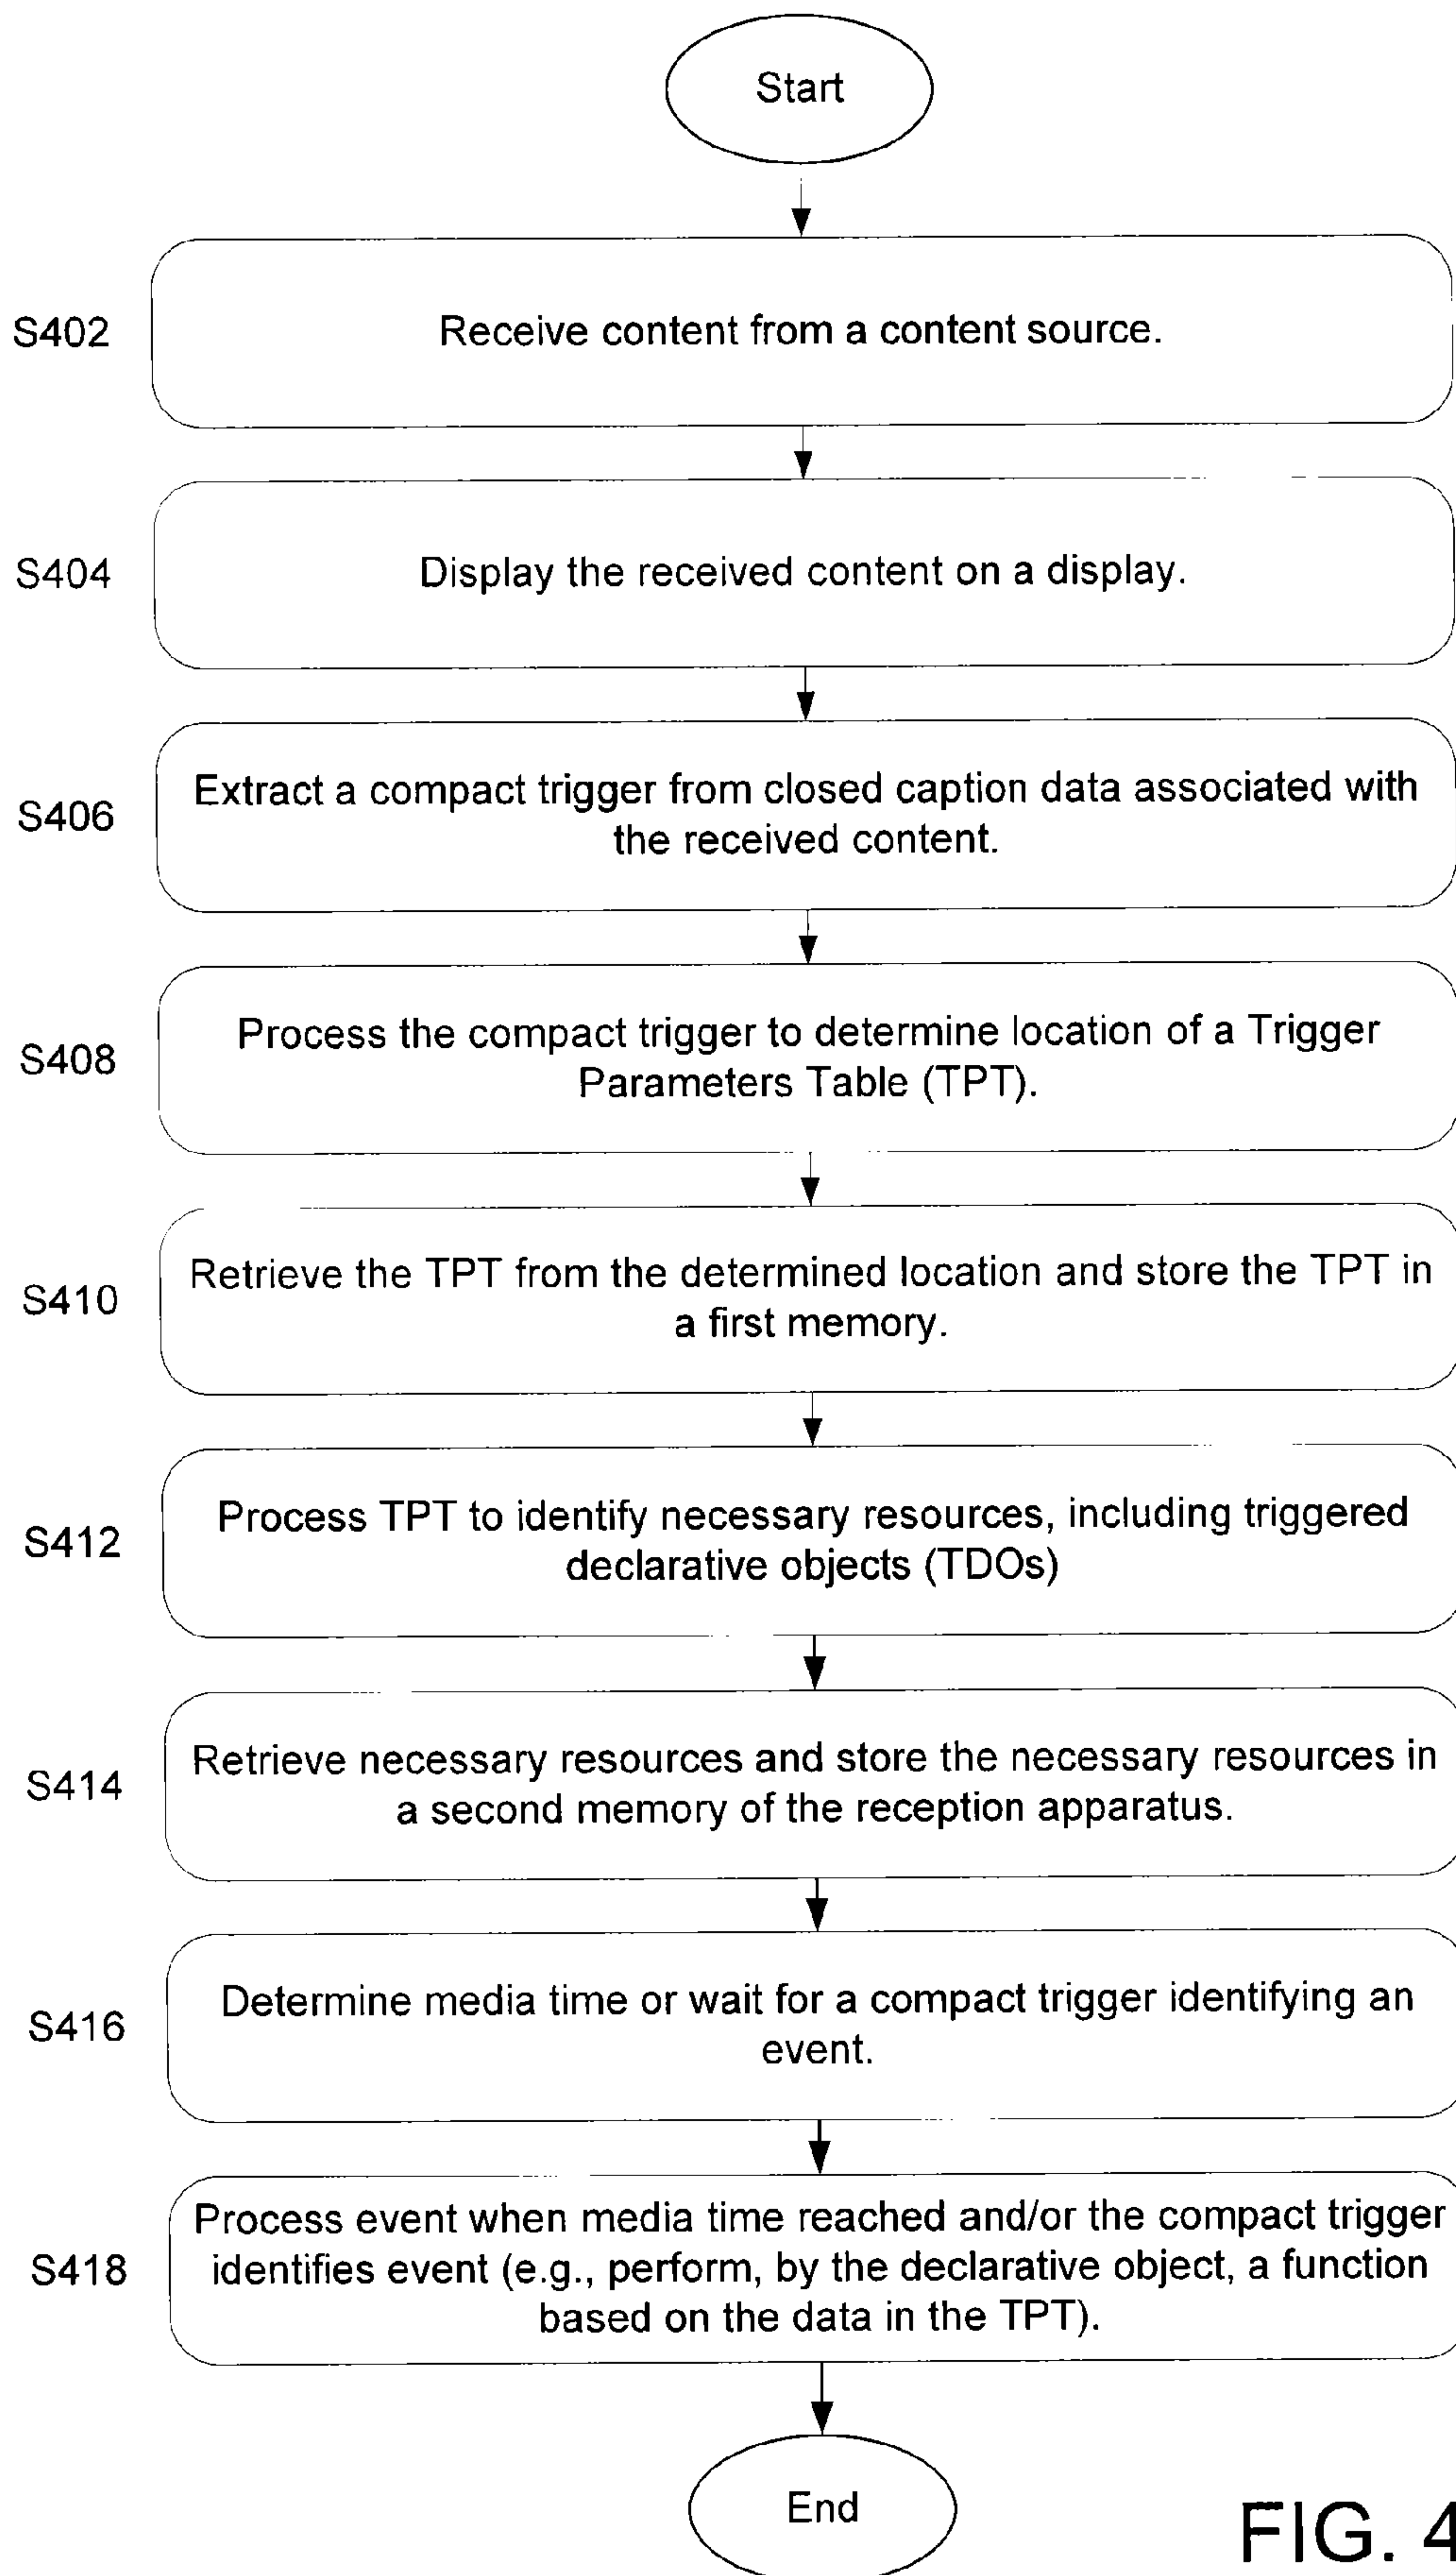 Start
S402
Receive content from a content source.
S404
Display the received content on a display.
S406
Extract a compact trigger from closed caption data associated with
the received content.
S408
Process the compact trigger to determine location of a Trigger
Parameters Table (TPT).
S410
Retrieve the TPT from the determined location and store the TPT in
a first memory.
S412
Process TPT to identify necessary resources, including triggered
declarative objects (TDOs)
S414
Retrieve necessary resources and store the necessary resources in
a second memory of the reception apparatus.
S416
Determine media time or wait for a compact trigger identifying an
event.
S418
Process event when media time reached and/or the compact trigger
identifies event (e.g., perform, by the declarative object, a function
based on the data in the TPT).
End
FIG. 4